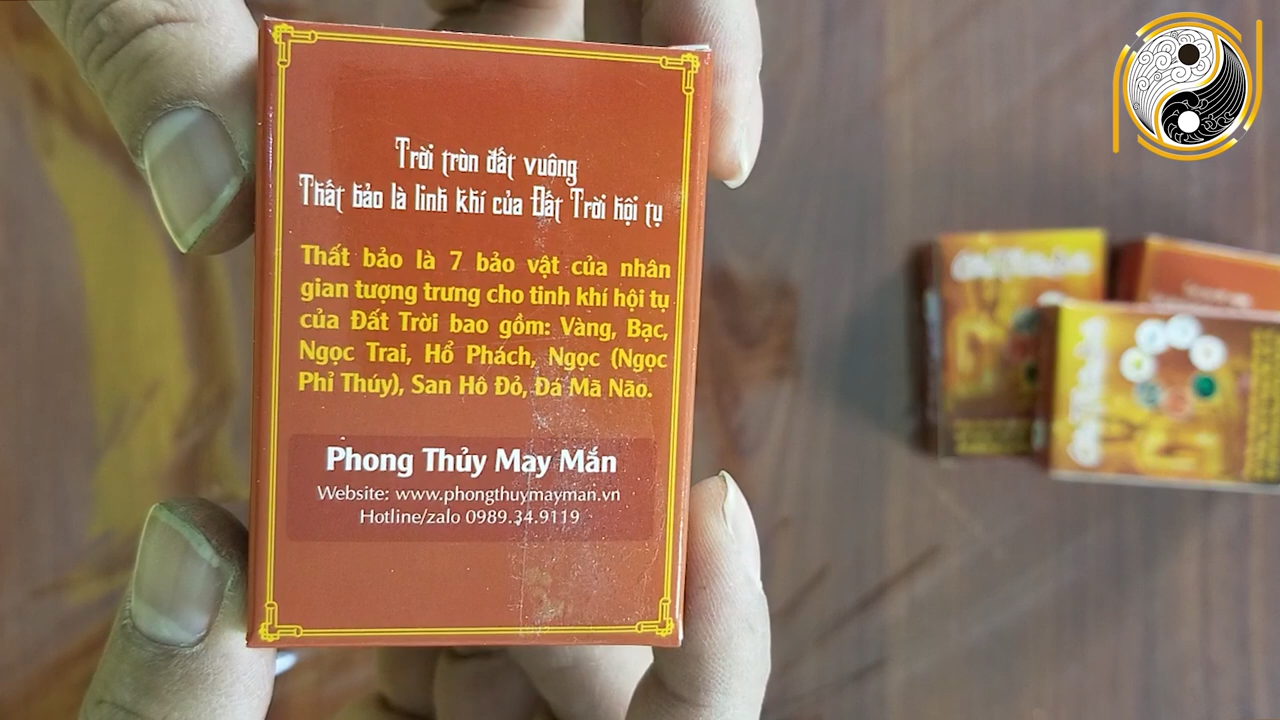 Trời tròn đất vuông
Thất bảo là linh khí của Đất Trời hội tụ
Thất bảo là 7 bảo vật của nhân
gian tượng trưng cho tinh khí hội tụ
của Đất Trời bao gồm: Vàng, Bạc,
Ngọc Trai, Hổ Phách, Ngọc (Ngọc
Phỉ Thúy), San Hô Đỏ, Đá Mã Não.
Phong Thủy May Mắn
Website: www.phongthuymayman.vn
Hotline/zalo 0989.34.9119